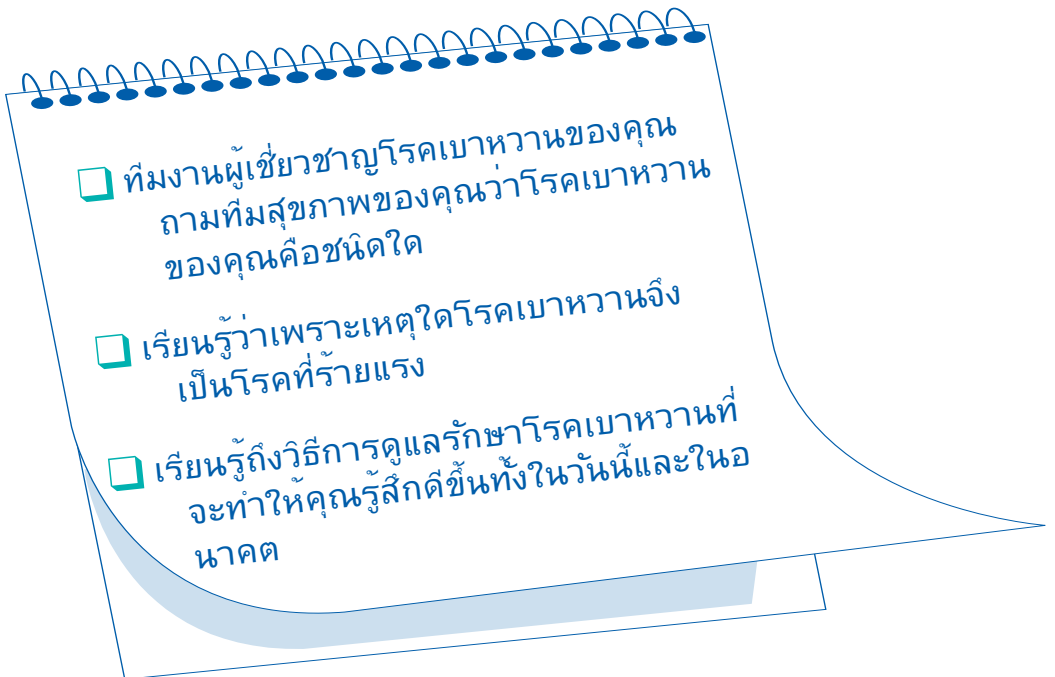 ทีมงานผู้เชี่ยวชาญโรคเบาหวานของคุณ
ถามทีมสุขภาพของคุณว่าโรคเบาหวาน
ของคุณคือชนิดใด
เรียนรู้ว่าเพราะเหตุใดโรคเบาหวานจึง
เป็นโรคที่ร้ายแรง
เรียนรู้ถึงวิธีการดูแลรักษาโรคเบาหวานที่
จะทำให้คุณรู้สึกดีขึ้นทั้งในวันนี้และในอ
นาคต